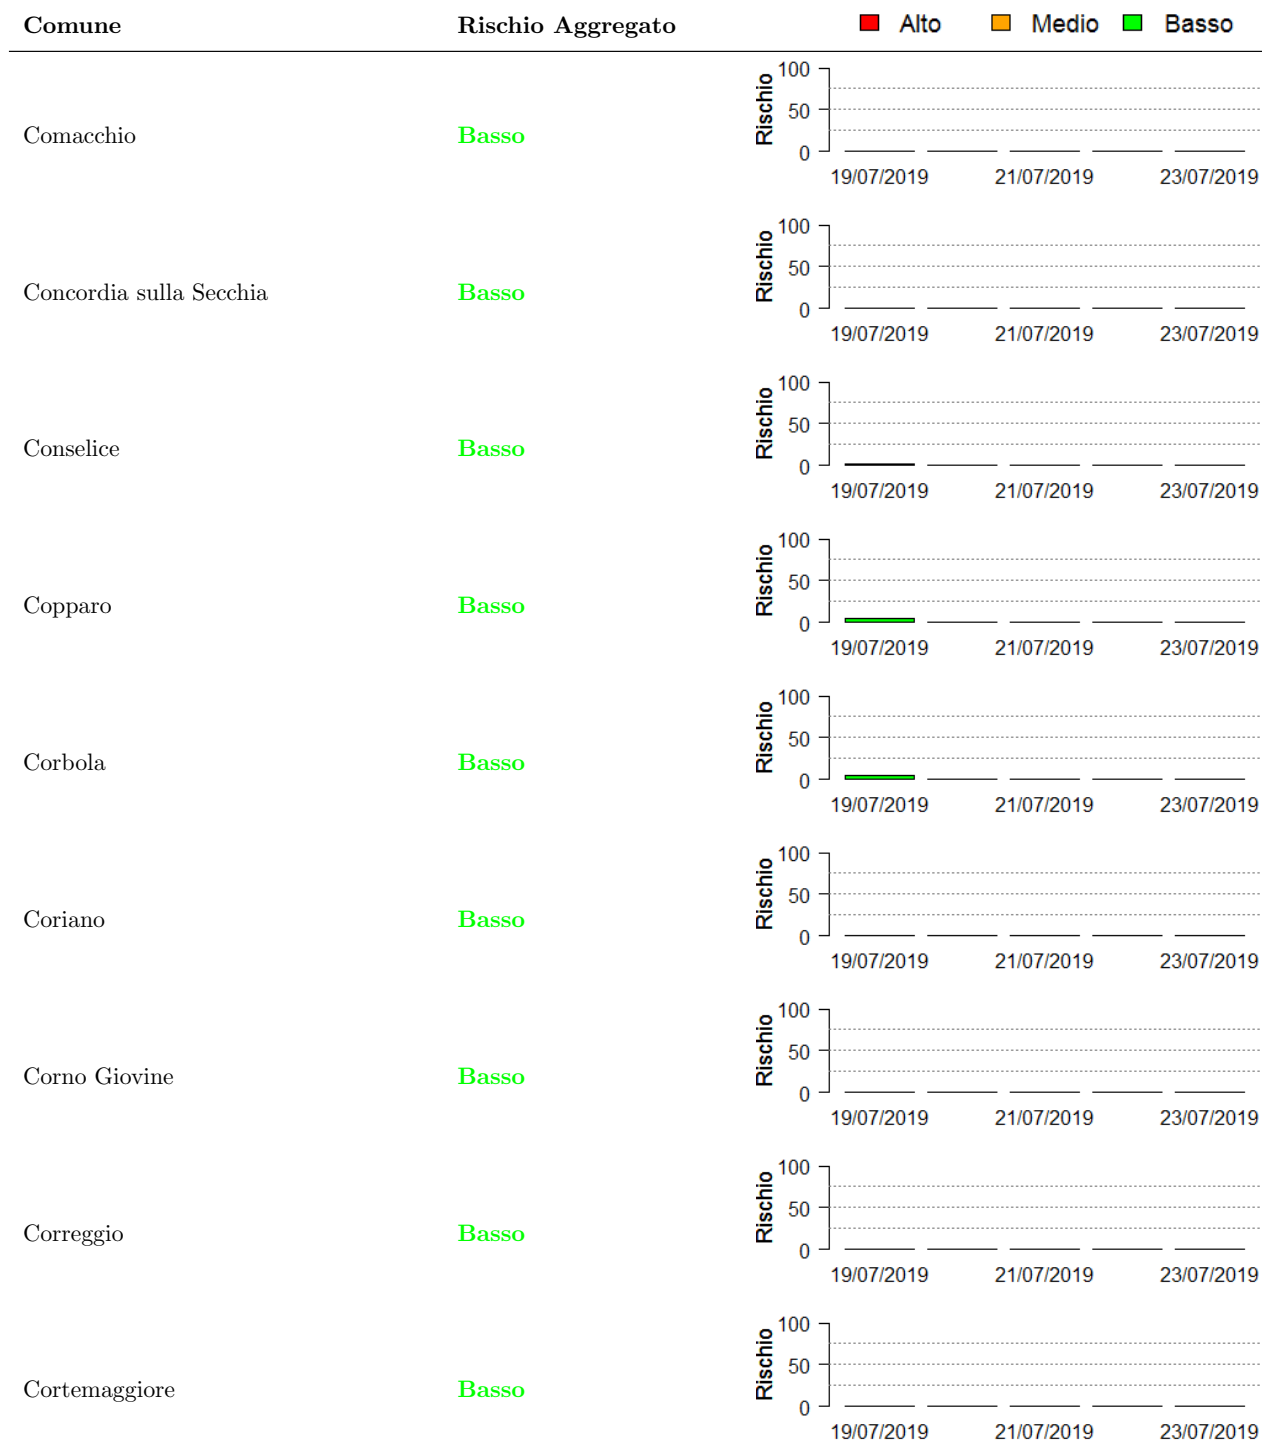 Comune Rischio Aggregato Alto Medio Basso
Comacchio Basso Rischio 100 50 0
19/07/2019 21/07/2019 23/07/2019
Concordia sulla Secchia Basso Rischio 100 50 0
19/07/2019 21/07/2019 23/07/2019
Conselice Basso Rischio 100 50 0
19/07/2019 21/07/2019 23/07/2019
Copparo Basso Rischio 100 50 0
19/07/2019 21/07/2019 23/07/2019
Corbola Basso Rischio 100 50 0
19/07/2019 21/07/2019 23/07/2019
Coriano Basso Rischio 100 50 0
19/07/2019 21/07/2019 23/07/2019
Corno Giovine Basso Rischio 100 50 0
19/07/2019 21/07/2019 23/07/2019
Correggio Basso Rischio 100 50 0
19/07/2019 21/07/2019 23/07/2019
Cortemaggiore Basso Rischio 100 50 0
19/07/2019 21/07/2019 23/07/2019